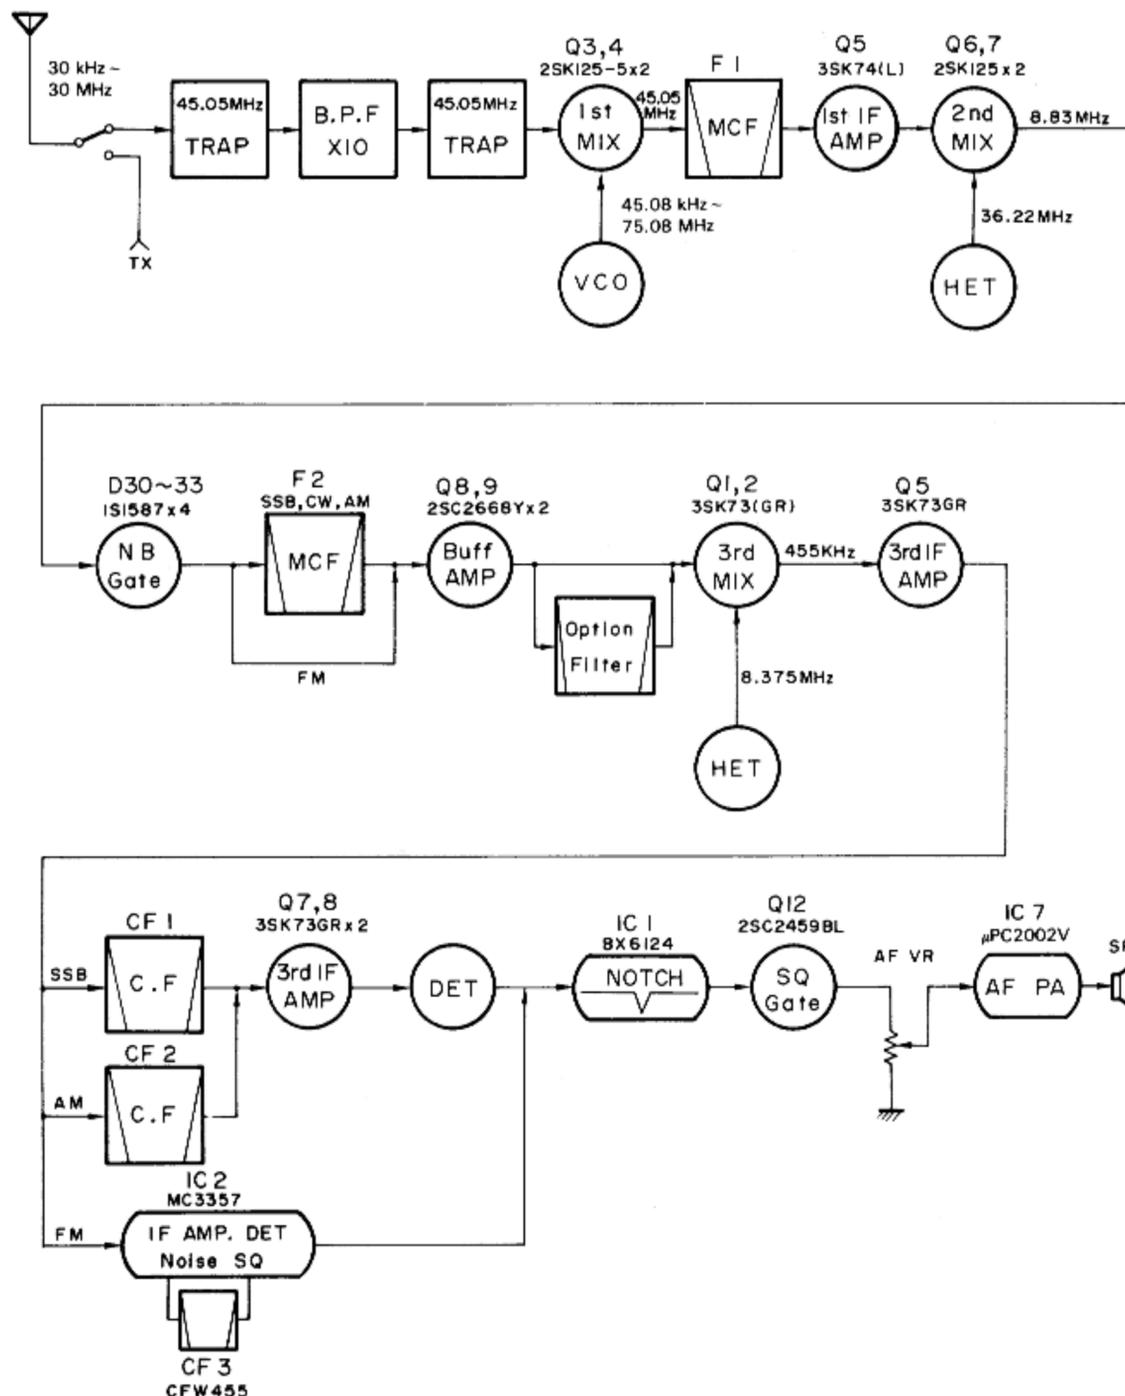 30 kHz ~
30 MHz
TX
45.05MHz
TRAP
B.P.F
X10
45.05MHz
TRAP
Q3,4
2SK125-5x2
1st
MIX
45.08 kHz ~
75.08 MHz
VCO
45.05
MHz
F1
MCF
Q5
3SK74(L)
1st IF
AMP
Q6,7
2SK125x2
2nd
MIX
8.83MHz
36.22MHz
HET
D30~33
1S1587x4
NB
Gate
F2
SSB,CW,AM
MCF
FM
Q8,9
2SC2668Yx2
Buff
AMP
Option
Filter
Q1,2
3SK73(GR)
3rd
MIX
455KHz
8.375MHz
HET
Q5
3SK73GR
3rd IF
AMP
SSB
CF1
C.F
AM
CF2
C.F
FM
IC2
MC3357
IF AMP. DET
Noise SQ
CF3
CFW455
Q7,8
3SK73GRx2
3rd IF
AMP
DET
IC1
BX6124
NOTCH
Q12
2SC2459BL
SQ
Gate
AF VR
IC7
μPC2002V
AF PA